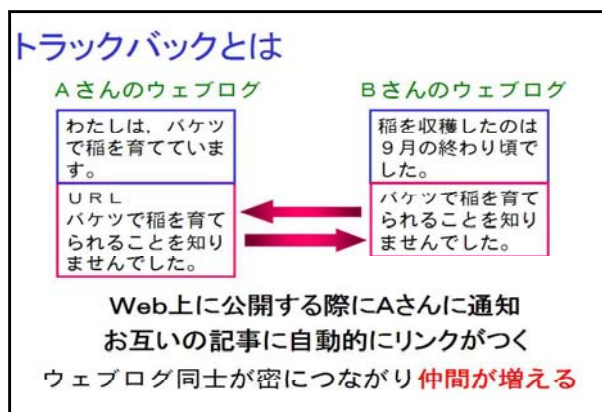 トラックバックとは
Aさんのウェブログ
わたしは，バケツ
で稲を育てていま
す。
URL
バケツで稲を育て
られることを知り
ませんでした。
Bさんのウェブログ
稲を収穫したのは
９月の終わり頃で
した。
バケツで稲を育て
られることを知り
ませんでした。
Web上に公開する際にAさんに通知
お互いの記事に自動的にリンクがつく
ウェブログ同士が密につながり仲間が増える